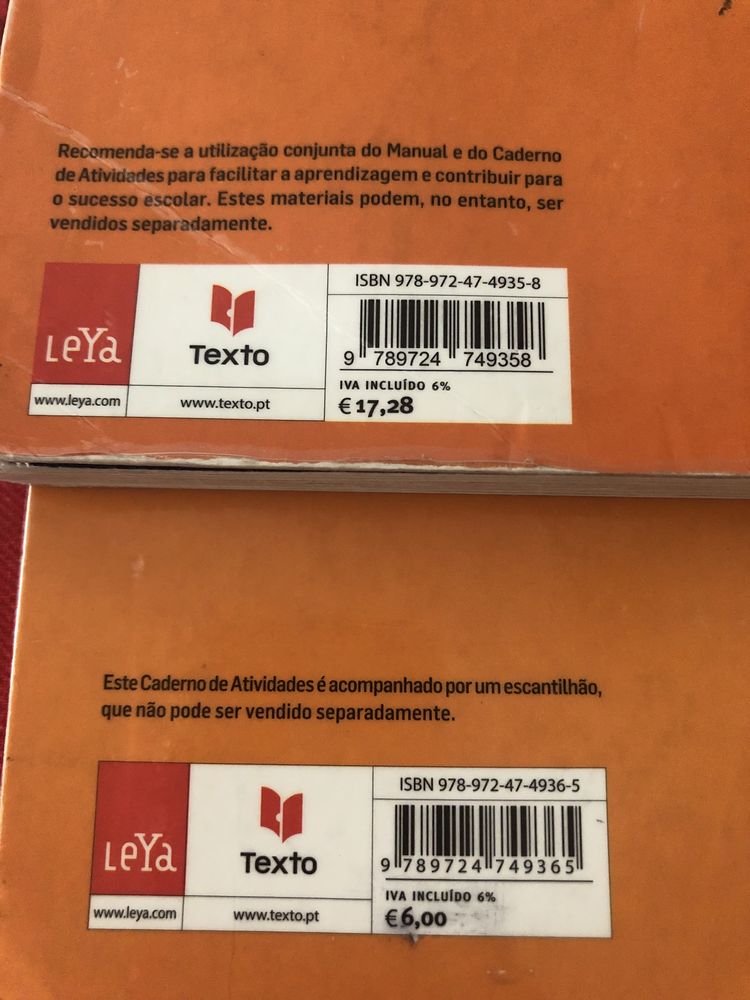 Recomenda-se a utilização conjunta do Manual e do Caderno
de Atividades para facilitar a aprendizagem e contribuir para
o sucesso escolar. Estes materiais podem, no entanto, ser
vendidos separadamente.
LeYa
Texto
www.leya.com
www.texto.pt
ISBN 978-972-47-4935-8
9 789724 749358
IVA INCLUÍDO 6%
€ 17,28
Este Caderno de Atividades é acompanhado por um escantilhão,
que não pode ser vendido separadamente.
LeYa
Texto
www.leya.com
www.texto.pt
ISBN 978-972-47-4936-5
9 789724 749365
IVA INCLUÍDO 6%
€ 6,00